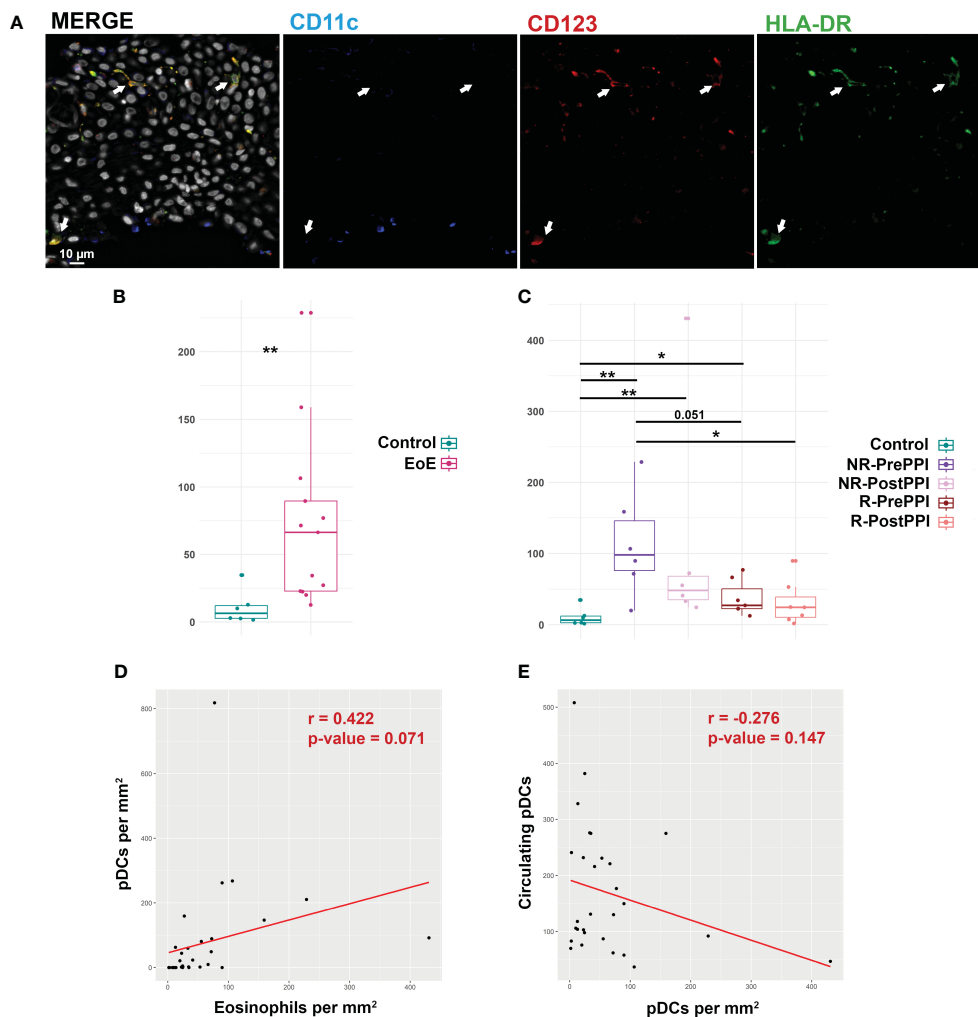 A
MERGE
CD11c
CD123
HLA-DR
10 µm
B
**
200
150
100
50
0
Control
EoE
C
400
300
200
100
0
*
**
**
0.051
*
Control
NR-PrePPI
NR-PostPPI
R-PrePPI
R-PostPPI
D
pDCs per mm²
800
600
400
200
0
r = 0.422
p-value = 0.071
0
100
200
300
400
Eosinophils per mm²
E
Circulating pDCs
500
400
300
200
100
r = -0.276
p-value = 0.147
0
100
200
300
400
pDCs per mm²